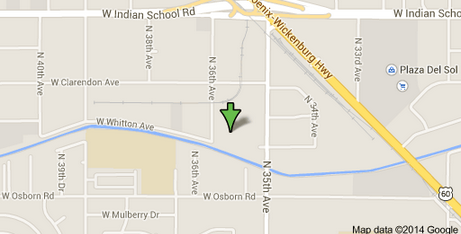 W Indian School Rd
W Indian School
Phoenix-Wickenburg Hwy
N 40th Ave
N 38th Ave
N 36th Ave
N 33rd Ave
Plaza Del Sol
W Clarendon Ave
N 34th Ave
W Whitton Ave
N 39th Dr
N 36th Ave
N 35th Ave
W Osborn Rd
W Osborn Rd
60
W Mulberry Dr
Map data ©2014 Google